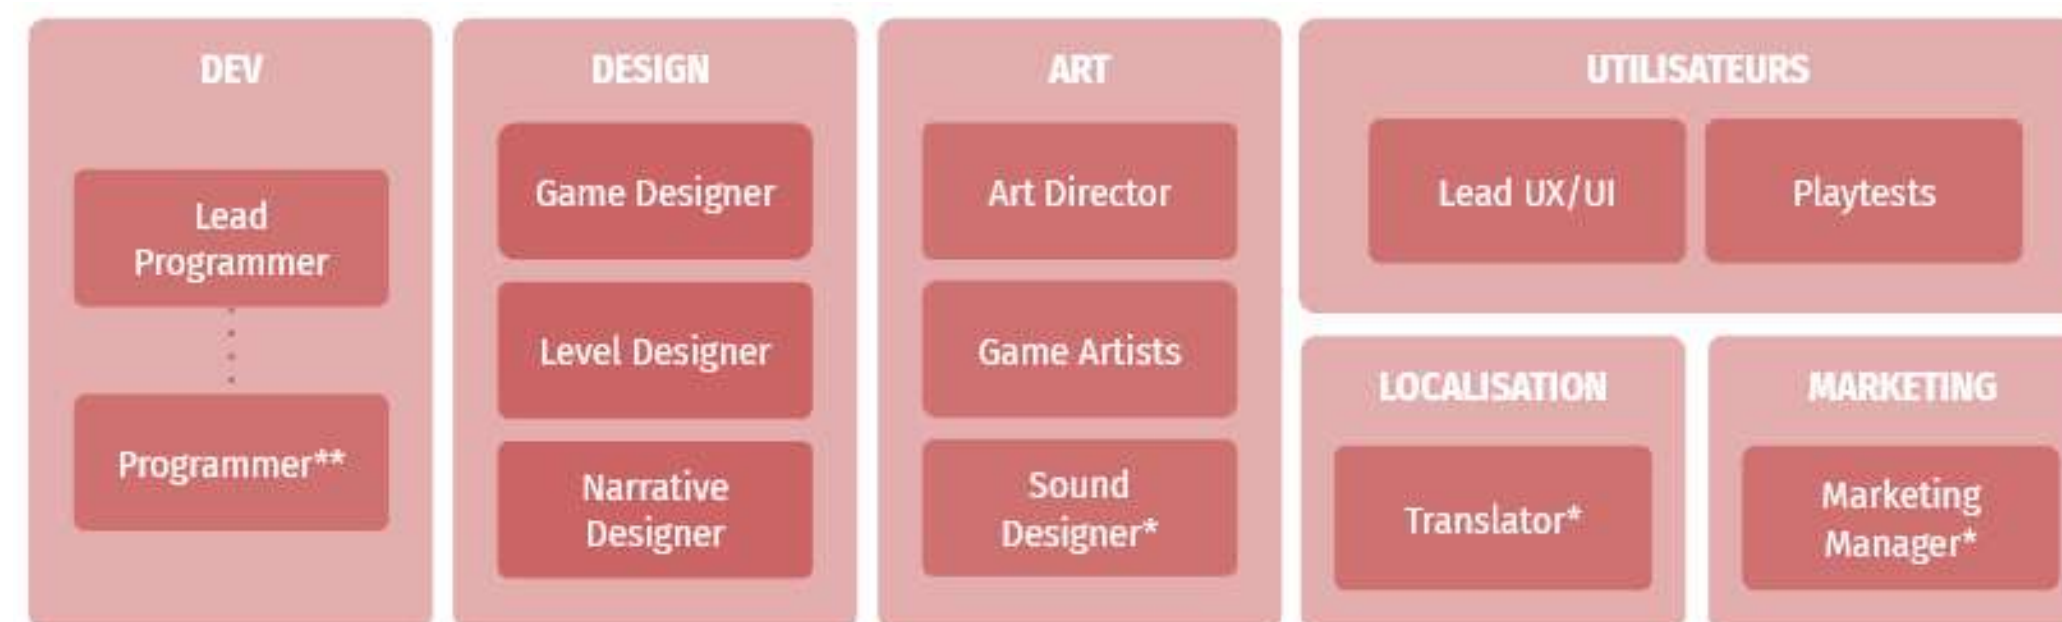 DEV
Lead
Programmer
Programmer**
DESIGN
Game Designer
Level Designer
Narrative
Designer
ART
Art Director
Game Artists
Sound
Designer*
UTILISATEURS
Lead UX/UI
Playtests
LOCALISATION
Translator*
MARKETING
Marketing
Manager*